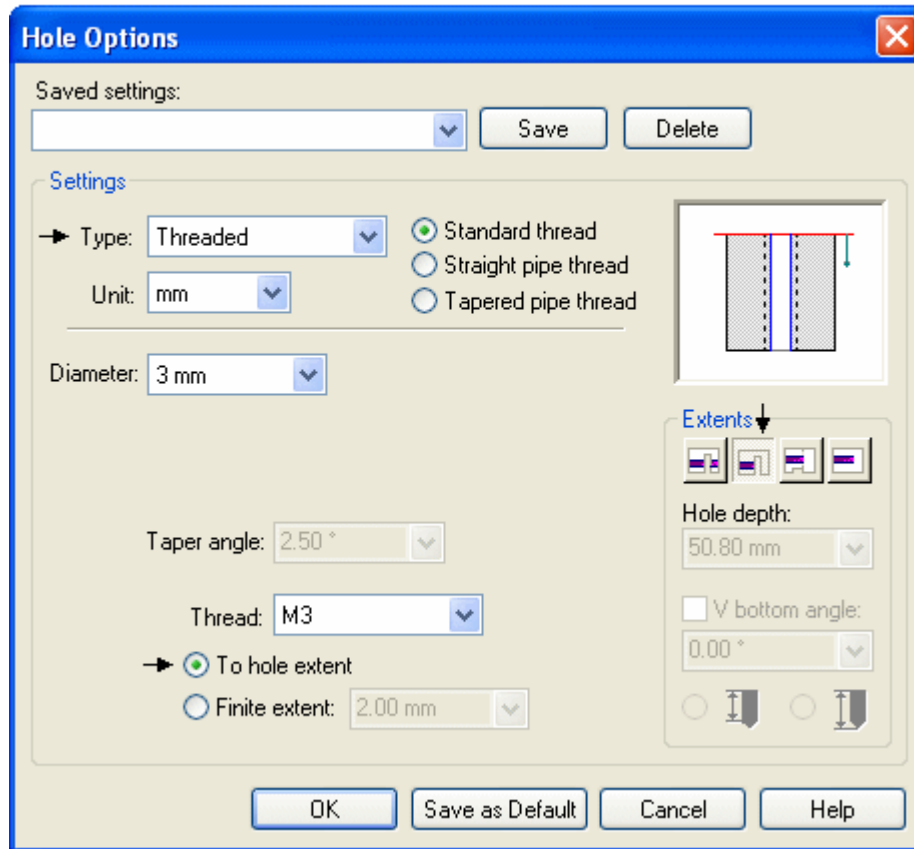 Hole Options
Saved settings:
Save
Delete
Settings
Type: Threaded
Standard thread
Straight pipe thread
Tapered pipe thread
Unit: mm
Diameter: 3 mm
Extents
Hole depth:
50.80 mm
Taper angle: 2.50 °
V bottom angle:
0.00 °
Thread: M3
To hole extent
Finite extent: 2.00 mm
OK
Save as Default
Cancel
Help